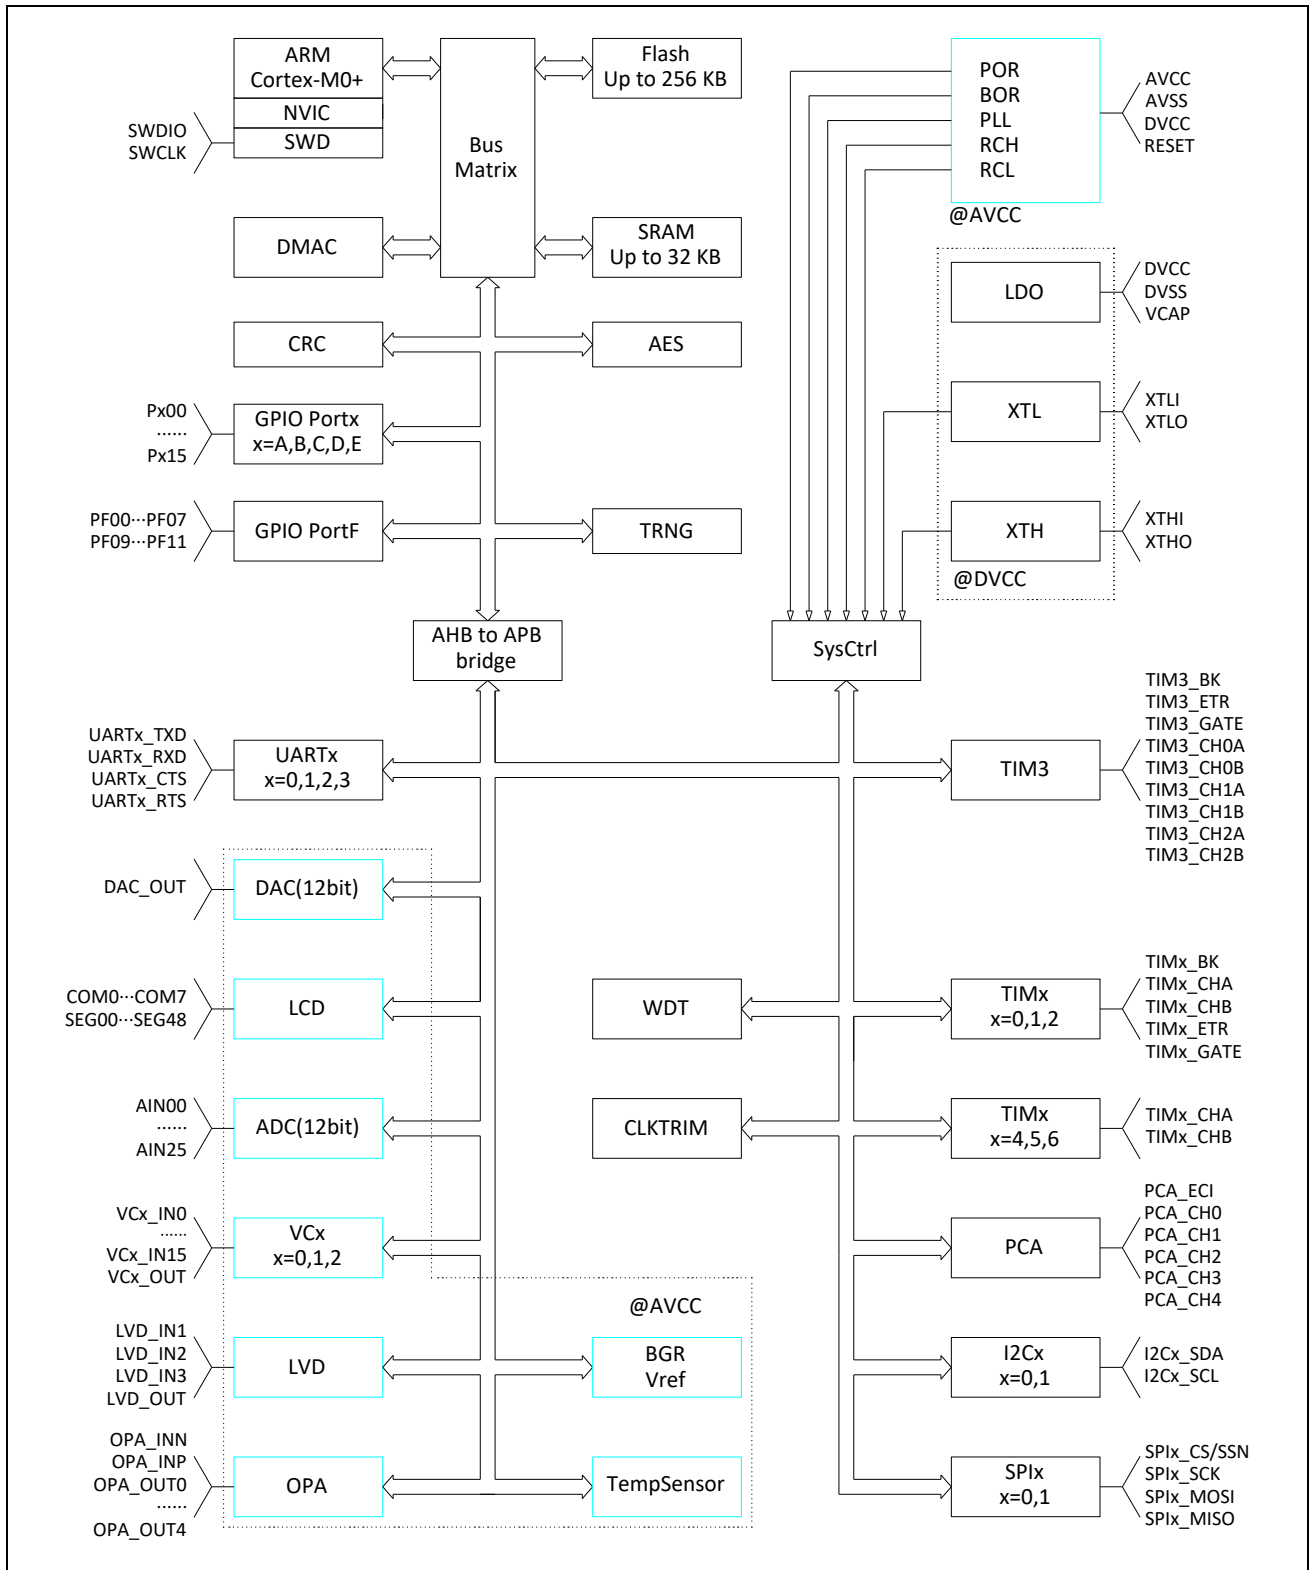 ARM
Cortex-M0+
NVIC
SWD
SWDIO
SWCLK
Bus
Matrix
Flash
Up to 256 KB
DMAC
SRAM
Up to 32 KB
POR
BOR
PLL
RCH
RCL
@AVCC
AVCC
AVSS
DVCC
RESET
LDO
DVCC
DVSS
VCAP
XTL
XTLI
XTLO
XTH
@DVCC
XTHI
XTHO
CRC
AES
Px00
······
Px15
GPIO Portx
x=A,B,C,D,E
PF00···PF07
PF09···PF11
GPIO PortF
TRNG
AHB to APB
bridge
SysCtrl
UARTx_TXD
UARTx_RXD
UARTx_CTS
UARTx_RTS
UARTx
x=0,1,2,3
TIM3
TIM3_BK
TIM3_ETR
TIM3_GATE
TIM3_CH0A
TIM3_CH0B
TIM3_CH1A
TIM3_CH1B
TIM3_CH2A
TIM3_CH2B
DAC_OUT
DAC(12bit)
COM0···COM7
SEG00···SEG48
LCD
WDT
TIMx
x=0,1,2
TIMx_BK
TIMx_CHA
TIMx_CHB
TIMx_ETR
TIMx_GATE
AIN00
······
AIN25
ADC(12bit)
CLKTRIM
TIMx
x=4,5,6
TIMx_CHA
TIMx_CHB
VCx_IN0
······
VCx_IN15
VCx_OUT
VCx
x=0,1,2
PCA
PCA_ECI
PCA_CH0
PCA_CH1
PCA_CH2
PCA_CH3
PCA_CH4
@AVCC
LVD_IN1
LVD_IN2
LVD_IN3
LVD_OUT
LVD
BGR
Vref
I2Cx
x=0,1
I2Cx_SDA
I2Cx_SCL
OPA_INN
OPA_INP
OPA_OUT0
······
OPA_OUT4
OPA
TempSensor
SPIx
x=0,1
SPIx_CS/SSN
SPIx_SCK
SPIx_MOSI
SPIx_MISO